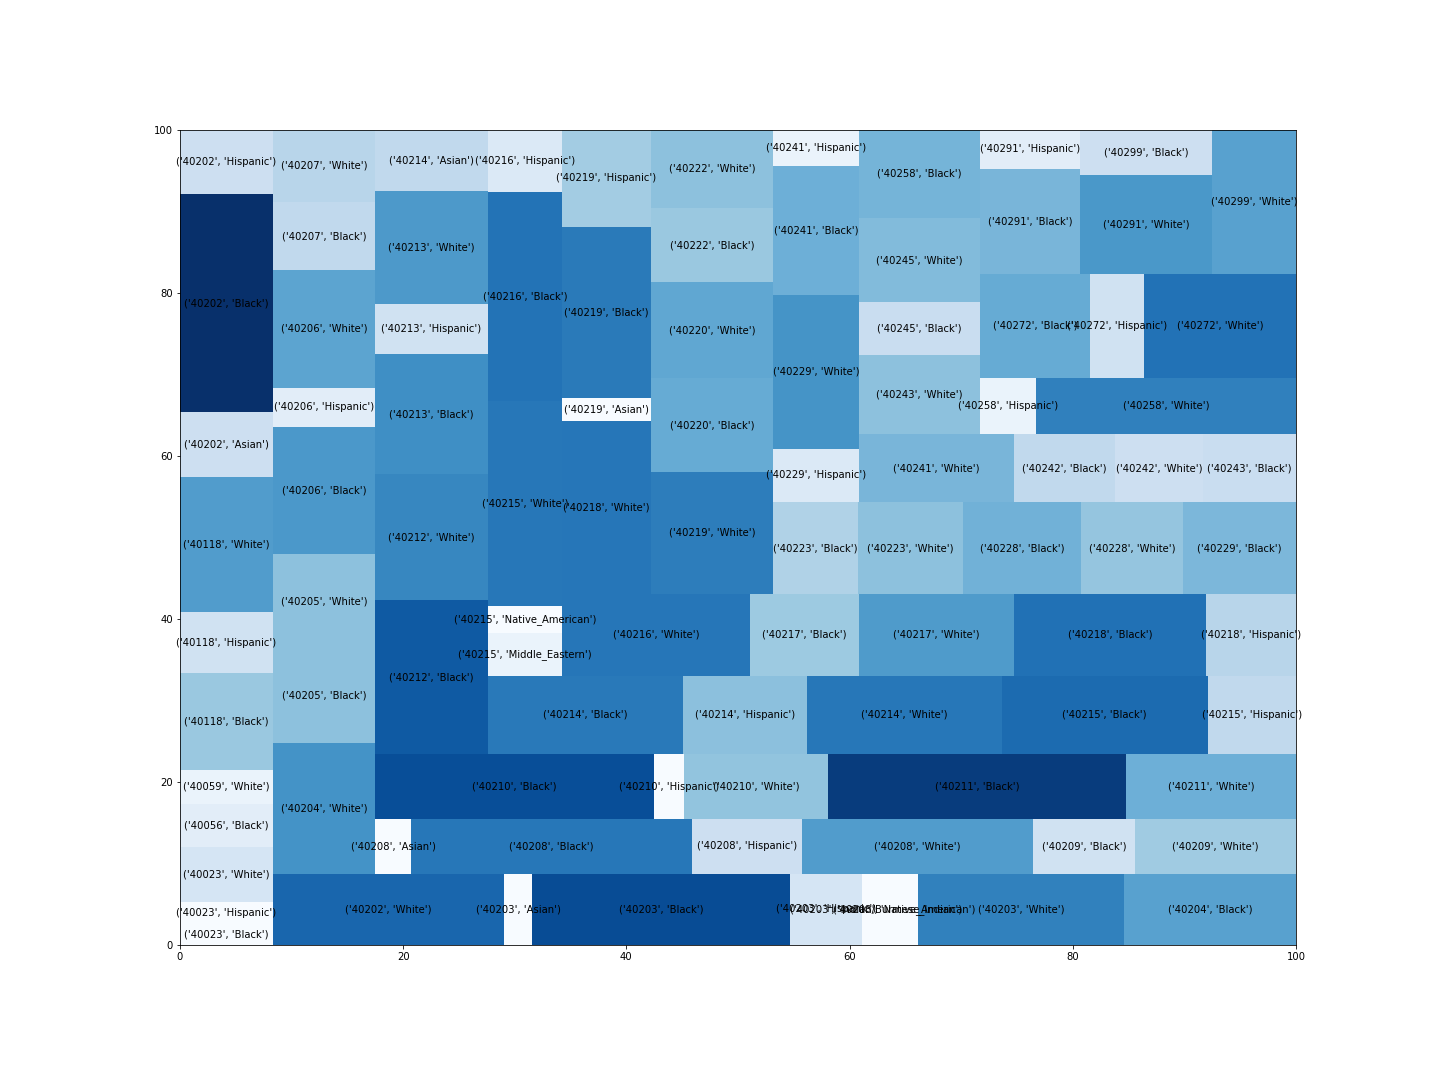 100
80
60
40
20
0
0
20
40
60
80
100
('40202', 'Hispanic')
('40202', 'Black')
('40202', 'Asian')
('40118', 'White')
('40118', 'Hispanic')
('40118', 'Black')
('40059', 'White')
('40056', 'Black')
('40023', 'White')
('40023', 'Hispanic')
('40023', 'Black')
('40207', 'White')
('40207', 'Black')
('40206', 'White')
('40206', 'Hispanic')
('40206', 'Black')
('40205', 'White')
('40205', 'Black')
('40204', 'White')
('40214', 'Asian')
('40213', 'White')
('40213', 'Hispanic')
('40213', 'Black')
('40212', 'White')
('40212', 'Black')
('40216', 'Hispanic')
('40216', 'Black')
('40215', 'White')
('40215', 'Native_American')
('40215', 'Middle_Eastern')
('40219', 'Hispanic')
('40219', 'Black')
('40219', 'Asian')
('40218', 'White')
('40222', 'White')
('40222', 'Black')
('40220', 'White')
('40220', 'Black')
('40219', 'White')
('40241', 'Hispanic')
('40241', 'Black')
('40229', 'White')
('40229', 'Hispanic')
('40258', 'Black')
('40245', 'White')
('40245', 'Black')
('40243', 'White')
('40291', 'Hispanic')
('40291', 'Black')
('40299', 'Black')
('40291', 'White')
('40299', 'White')
('40272', 'Black')
('40272', 'Hispanic')
('40272', 'White')
('40258', 'Hispanic')
('40258', 'White')
('40241', 'White')
('40242', 'Black')
('40242', 'White')
('40243', 'Black')
('40223', 'Black')
('40223', 'White')
('40228', 'Black')
('40228', 'White')
('40229', 'Black')
('40216', 'White')
('40217', 'Black')
('40217', 'White')
('40218', 'Black')
('40218', 'Hispanic')
('40214', 'Black')
('40214', 'Hispanic')
('40214', 'White')
('40215', 'Black')
('40215', 'Hispanic')
('40210', 'Black')
('40210', 'Hispanic')
('40210', 'White')
('40211', 'Black')
('40211', 'White')
('40208', 'Asian')
('40208', 'Black')
('40208', 'Hispanic')
('40208', 'White')
('40209', 'Black')
('40209', 'White')
('40202', 'White')
('40203', 'Asian')
('40203', 'Black')
('40203', 'White')
('40204', 'Black')